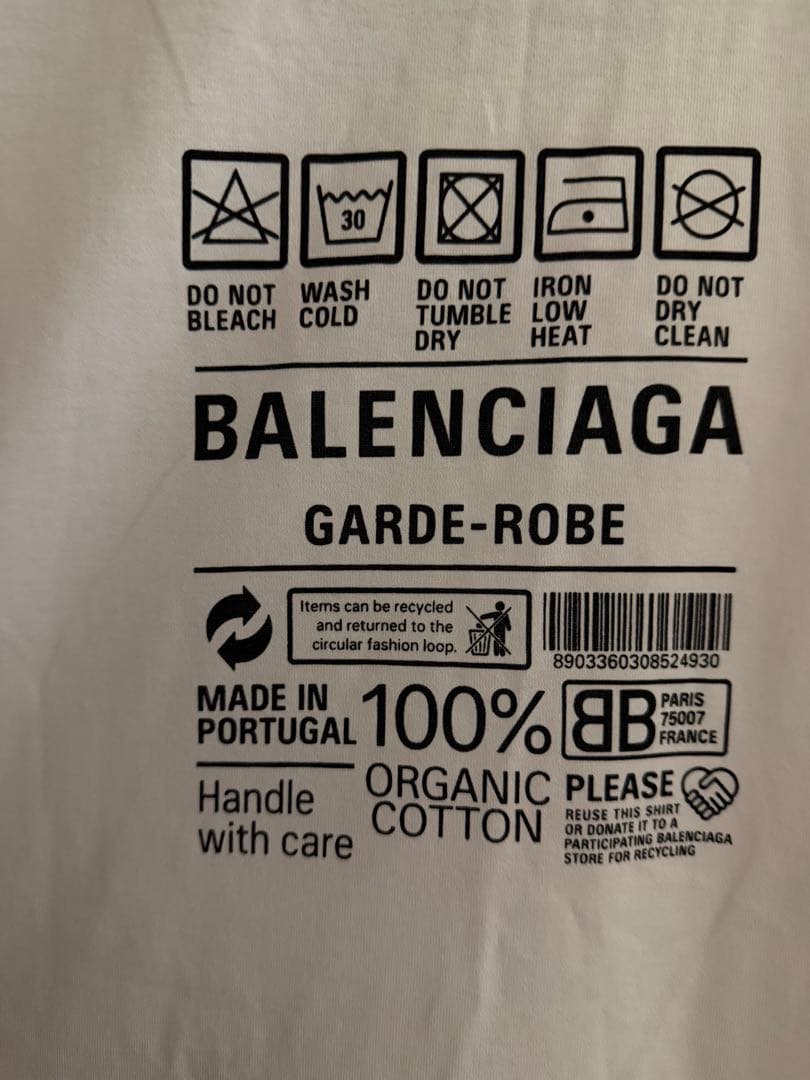 30
DO NOT BLEACH
WASH COLD
DO NOT TUMBLE DRY
IRON LOW HEAT
DO NOT DRY CLEAN
BALENCIAGA
GARDE-ROBE
Items can be recycled
and returned to the
circular fashion loop.
8903360308524930
MADE IN
PORTUGAL
100%
ORGANIC
COTTON
BB
PARIS
75007
FRANCE
Handle
with care
PLEASE
REUSE THIS SHIRT
OR DONATE IT TO A
PARTICIPATING BALENCIAGA
STORE FOR RECYCLING